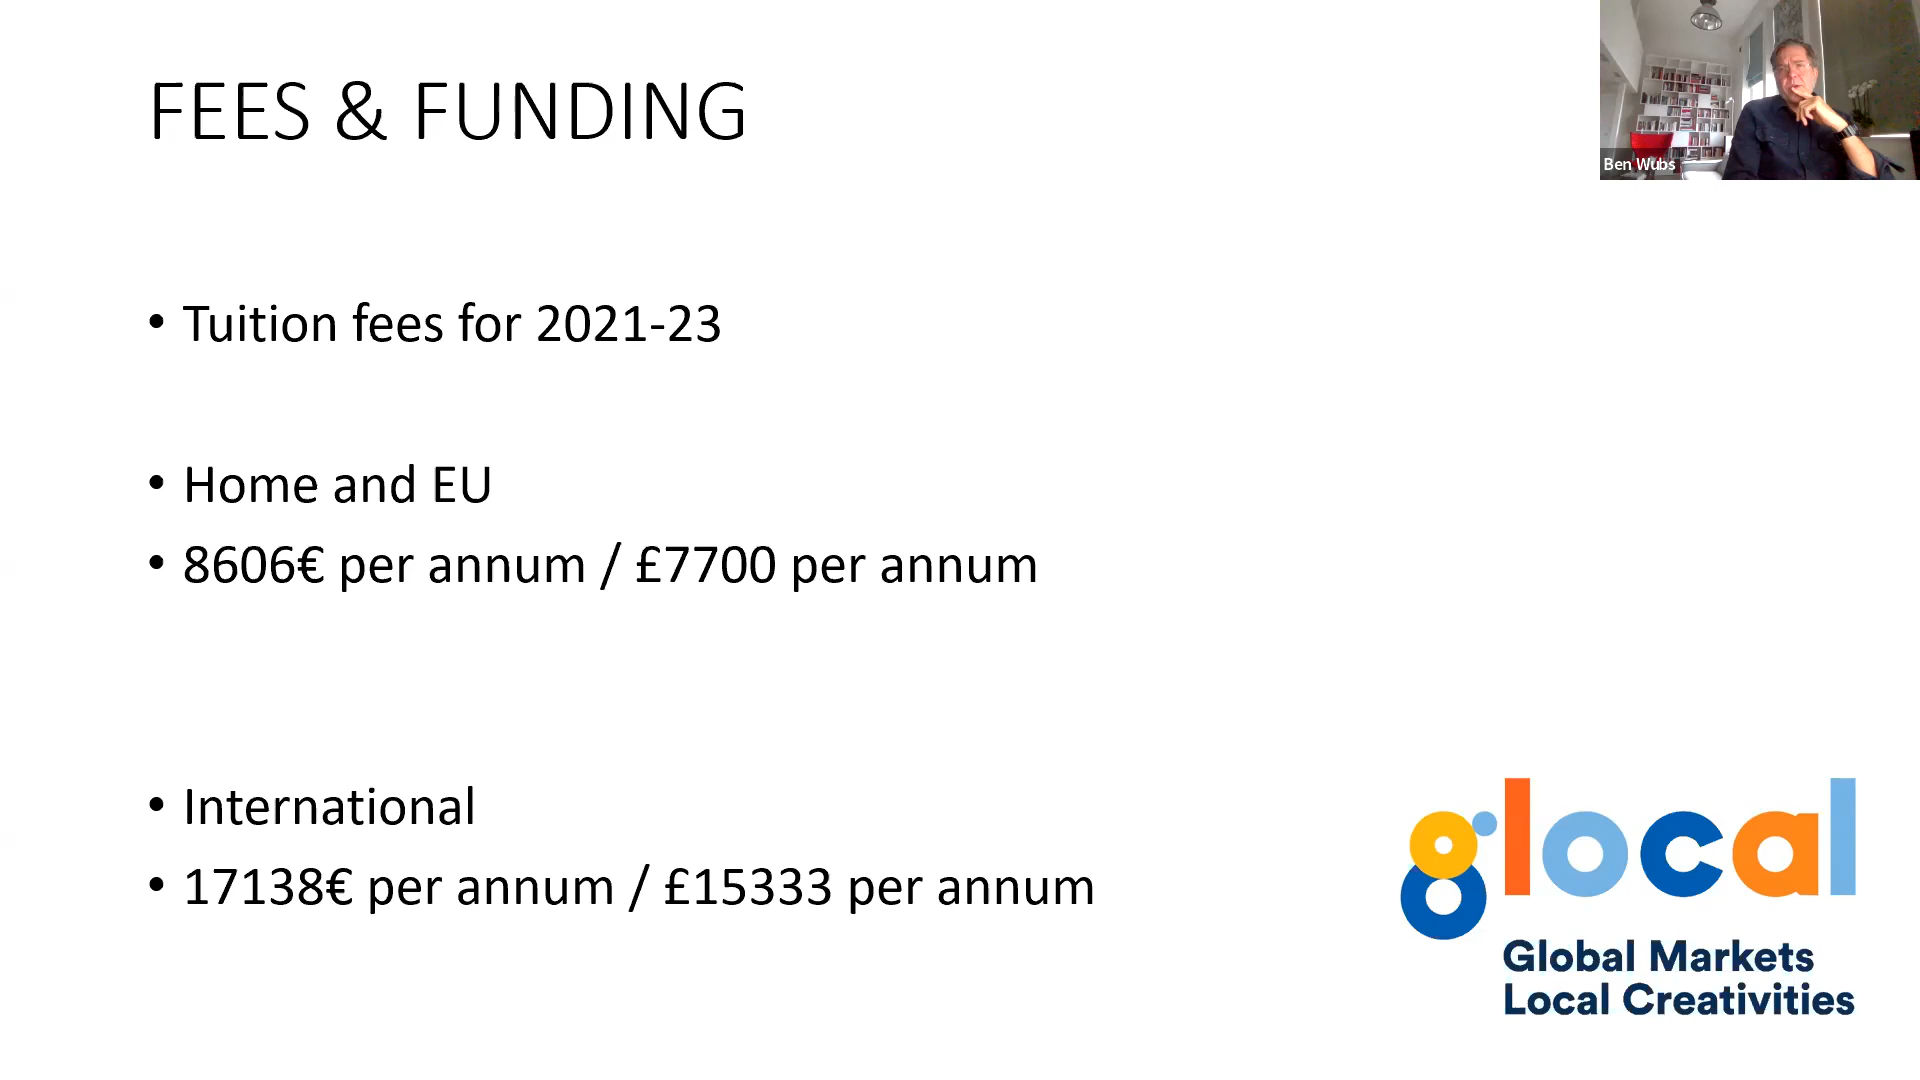 FEES & FUNDING
Ben Wubs
• Tuition fees for 2021-23
• Home and EU
• 8606€ per annum / £7700 per annum
• International
• 17138€ per annum / £15333 per annum
glocal
Global Markets
Local Creativities